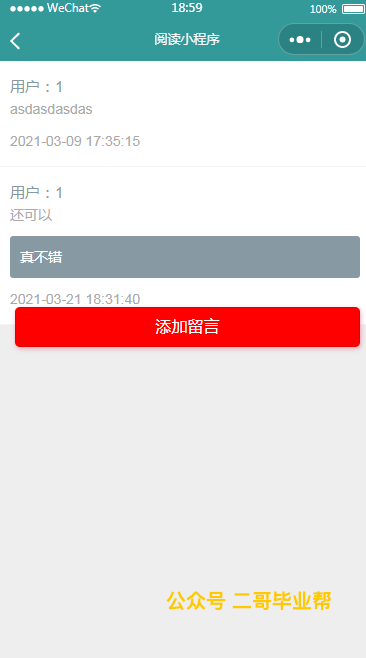 ●●●●● WeChat 18:59 100%
阅读小程序
用户：1
asdasdasdas
2021-03-09 17:35:15
用户：1
还可以
真不错
2021-03-21 18:31:40
添加留言
公众号 二哥毕业帮